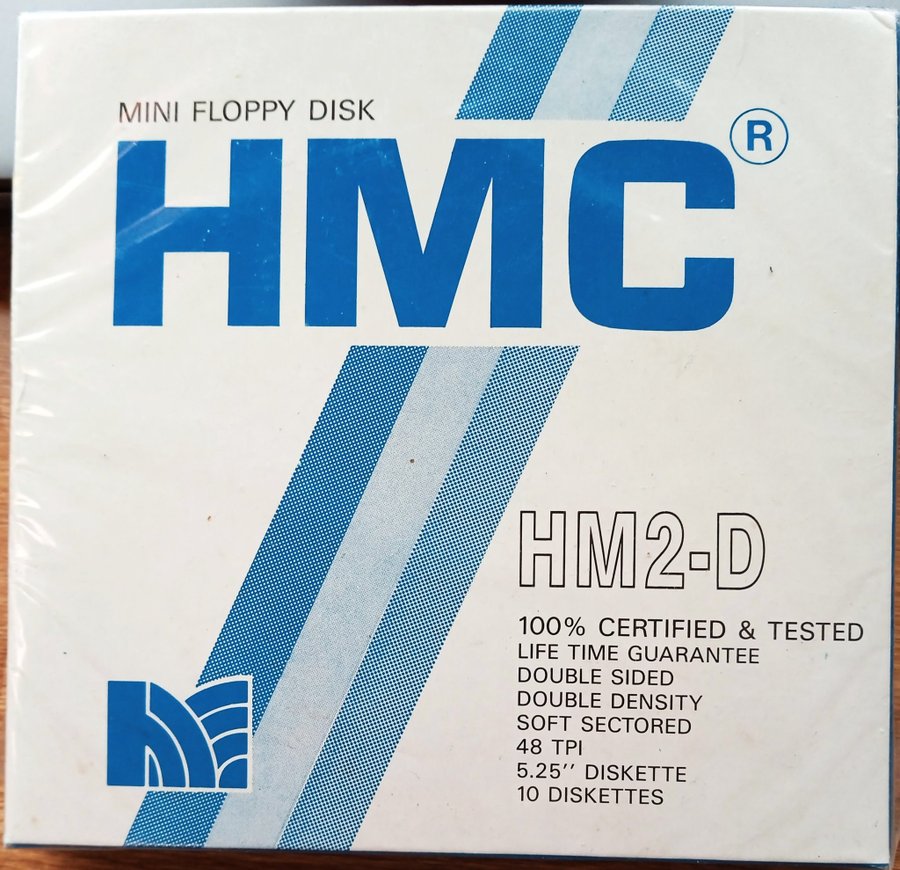 MINI FLOPPY DISK
HMC®
HM2-D
100% CERTIFIED & TESTED
LIFE TIME GUARANTEE
DOUBLE SIDED
DOUBLE DENSITY
SOFT SECTORED
48 TPI
5.25’’ DISKETTE
10 DISKETTES